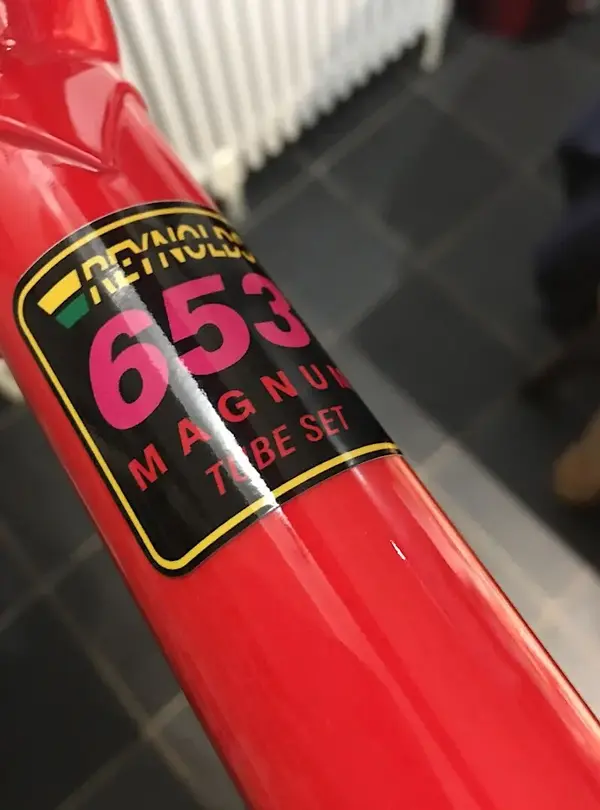 REYNOLDS
653
MAGNUM
TUBE SET